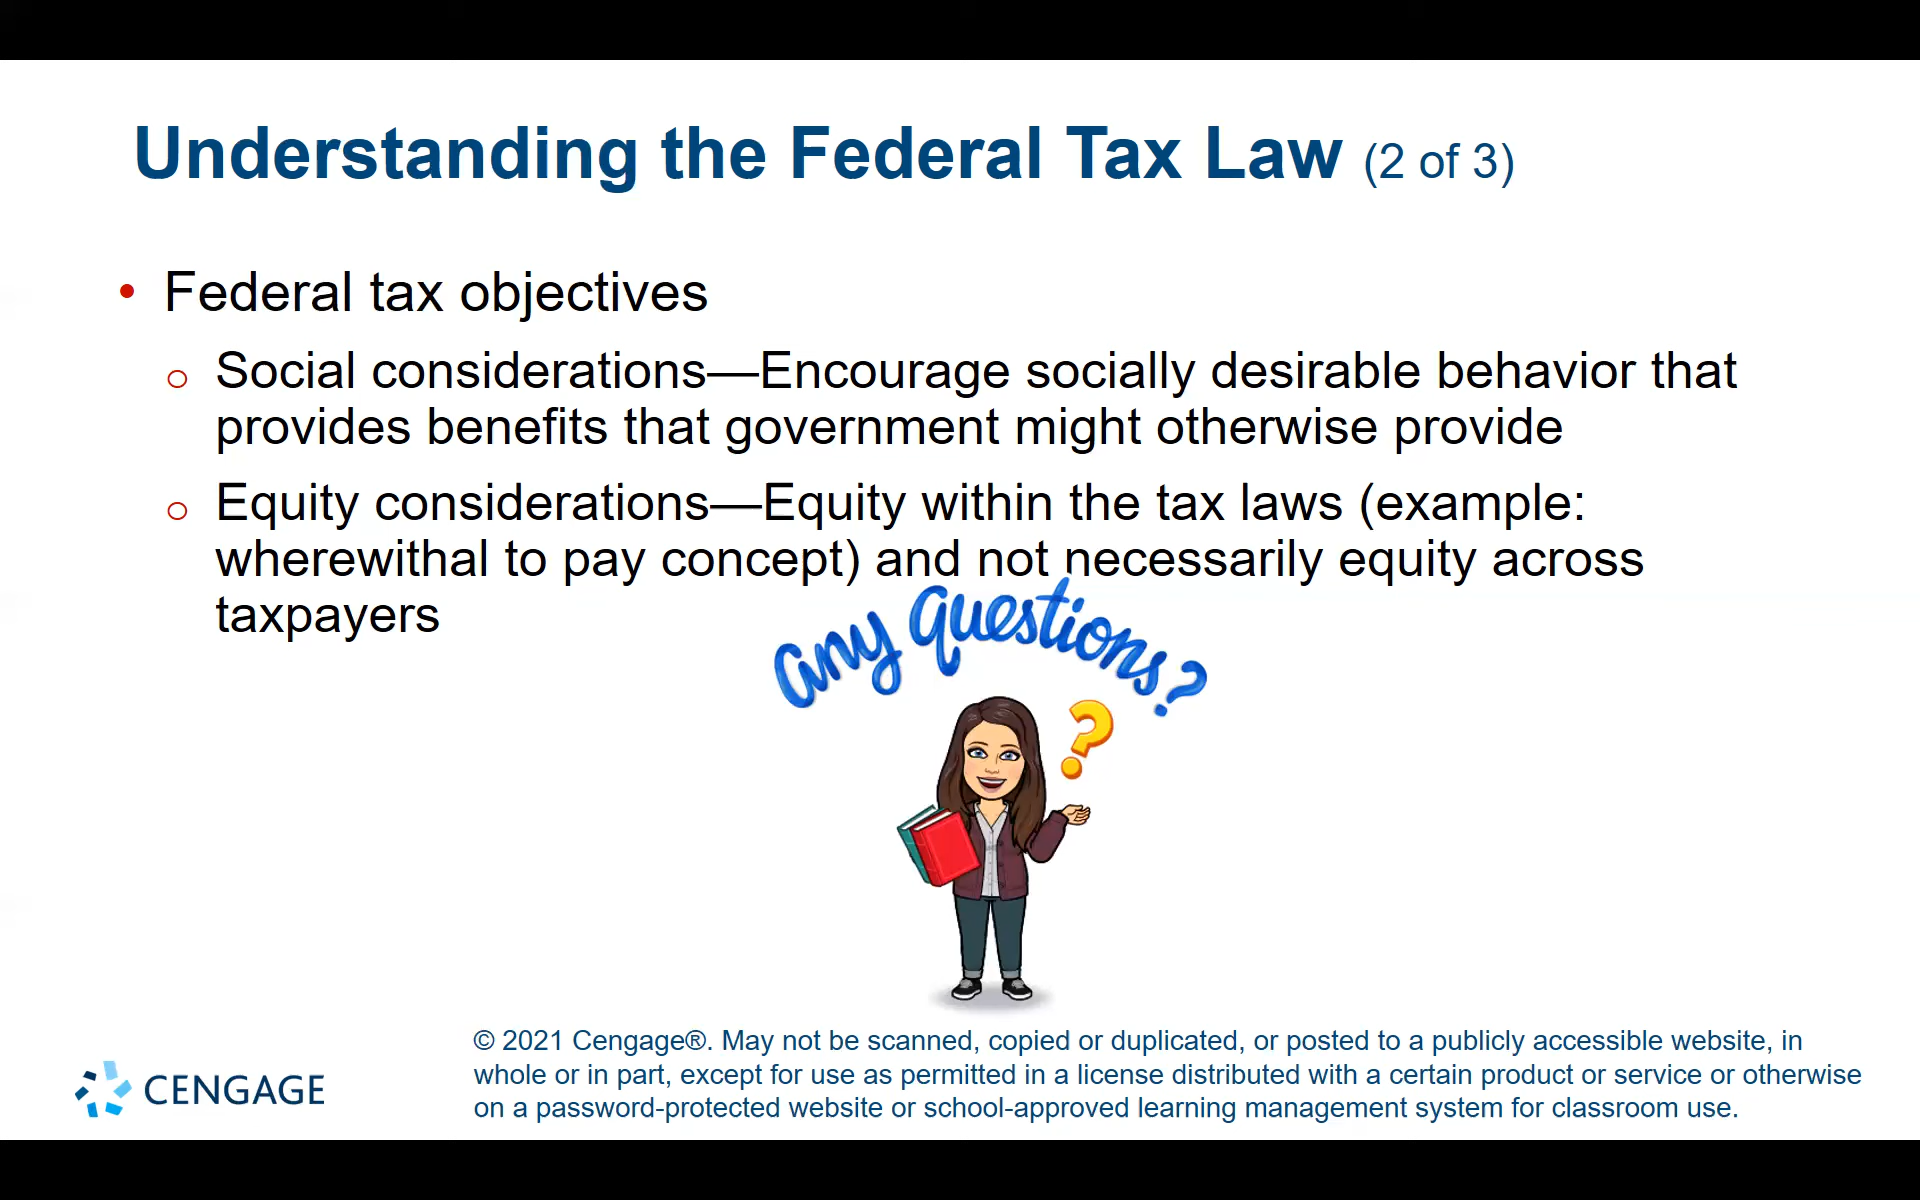 Understanding the Federal Tax Law (2 of 3)
• Federal tax objectives
o Social considerations—Encourage socially desirable behavior that
provides benefits that government might otherwise provide
o Equity considerations—Equity within the tax laws (example:
wherewithal to pay concept) and not necessarily equity across
taxpayers
any questions?
?
© 2021 Cengage®. May not be scanned, copied or duplicated, or posted to a publicly accessible website, in
whole or in part, except for use as permitted in a license distributed with a certain product or service or otherwise
on a password-protected website or school-approved learning management system for classroom use.
CENGAGE